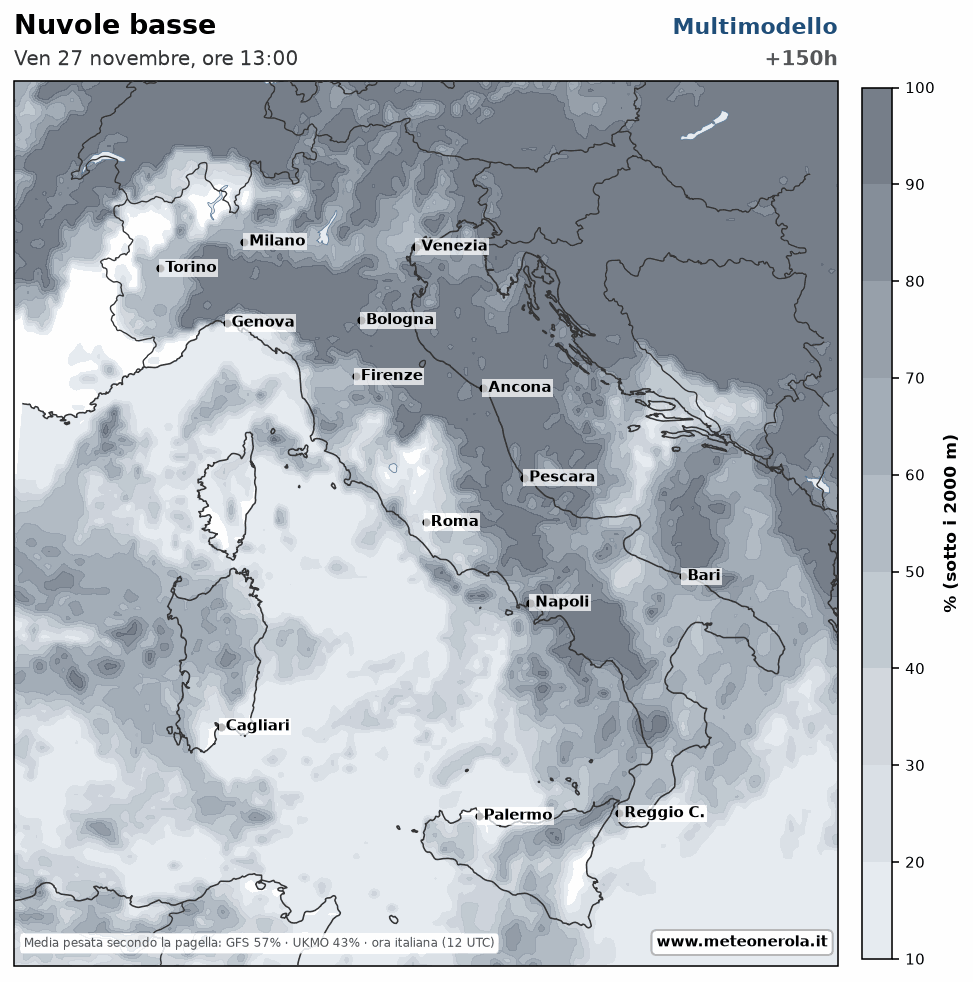 Nuvole basse
Multimodello
Ven 27 novembre, ore 13:00
+150h
100
90
80
70
60
50
40
30
20
10
% (sotto i 2000 m)
Milano
Venezia
Torino
Genova
Bologna
Firenze
Ancona
Pescara
Roma
Bari
Napoli
Cagliari
Palermo
Reggio C.
Media pesata secondo la pagella: GFS 57% · UKMO 43% · ora italiana (12 UTC)
www.meteonerola.it